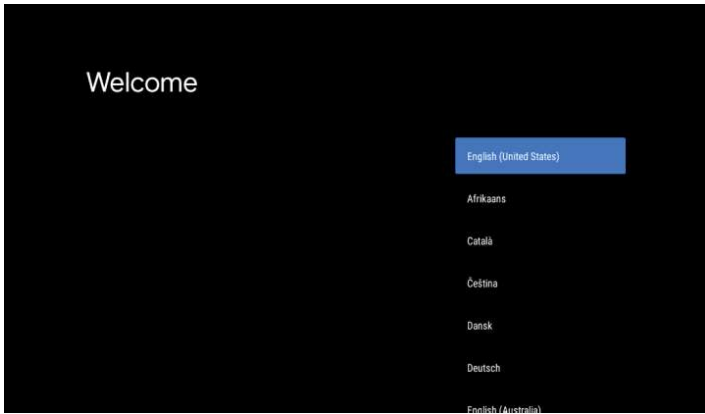 Welcome
English (United States)
Afrikaans
Català
Čeština
Dansk
Deutsch
English (Australia)